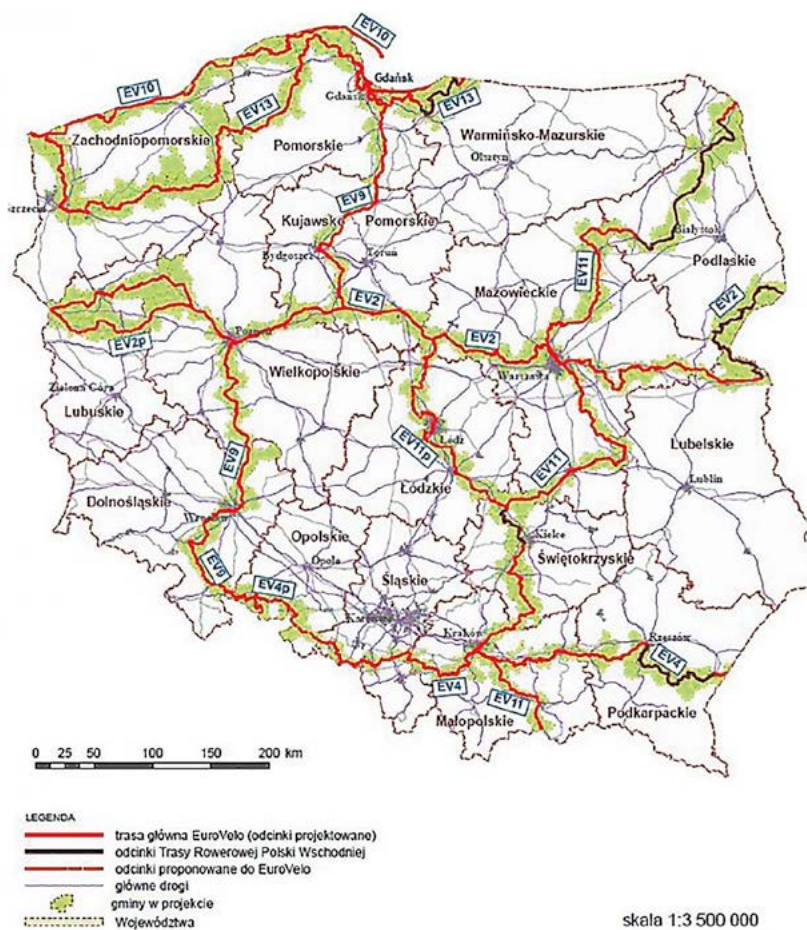 EV10
EV10
Gdańsk
Gdańsk
EV13
EV13
Zachodniopomorskie
Pomorskie
Warmińsko-Mazurskie
Olsztyn
szczecin
EV9
Kujawsko
Pomorskie
Bydgoszcz
Toruń
Białystok
Podlaskie
EV11
Mazowieckie
EV2
EV2
EV2
EV2p
Poznań
Warszawa
Wielkopolskie
Zielona Góra
Lubuskie
Łódź
EV9
EV11p
EV11
Lubelskie
Lublin
Dolnośląskie
Łódzkie
Opolskie
Opole
Kielce
Świętokrzyskie
EV9
EV4p
Śląskie
Kraków
Rzeszów
EV4
EV4
EV11
Małopolskie
Podkarpackie
0 12,5 25 50 100 150 200 km
LEGENDA
trasa główna EuroVelo (odcinki projektowane)
odcinki Trasy Rowerowej Polski Wschodniej
odcinki proponowane do EuroVelo
główne drogi
gminy w projekcie
Województwa
skala 1:3 500 000